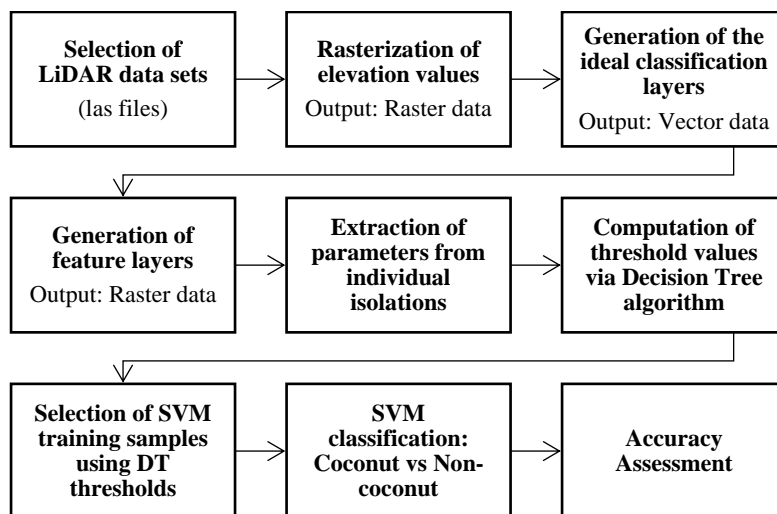 Selection of
LiDAR data sets
(las files)
Rasterization of
elevation values
Output: Raster data
Generation of the
ideal classification
layers
Output: Vector data
Generation of
feature layers
Output: Raster data
Extraction of
parameters from
individual
isolations
Computation of
threshold values
via Decision Tree
algorithm
Selection of SVM
training samples
using DT
thresholds
SVM
classification:
Coconut vs Non-
coconut
Accuracy
Assessment